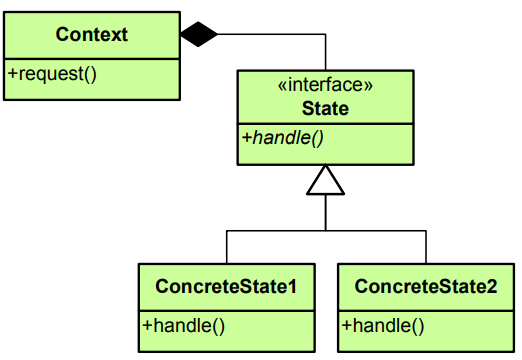 Context
+request()
«interface»
State
+handle()
ConcreteState1
+handle()
ConcreteState2
+handle()